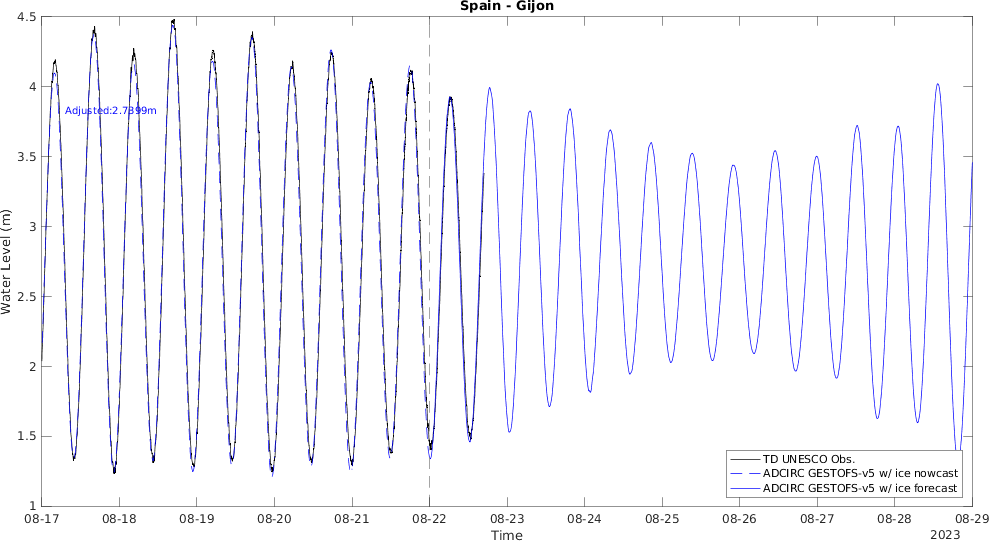 Spain - Gijon
4.5
4
3.5
3
2.5
2
1.5
1
Water Level (m)
Adjusted:2.7399m
TD UNESCO Obs.
ADCIRC GESTOFS-v5 w/ ice nowcast
ADCIRC GESTOFS-v5 w/ ice forecast
08-17 08-18 08-19 08-20 08-21 08-22 08-23 08-24 08-25 08-26 08-27 08-28 08-29
Time
2023